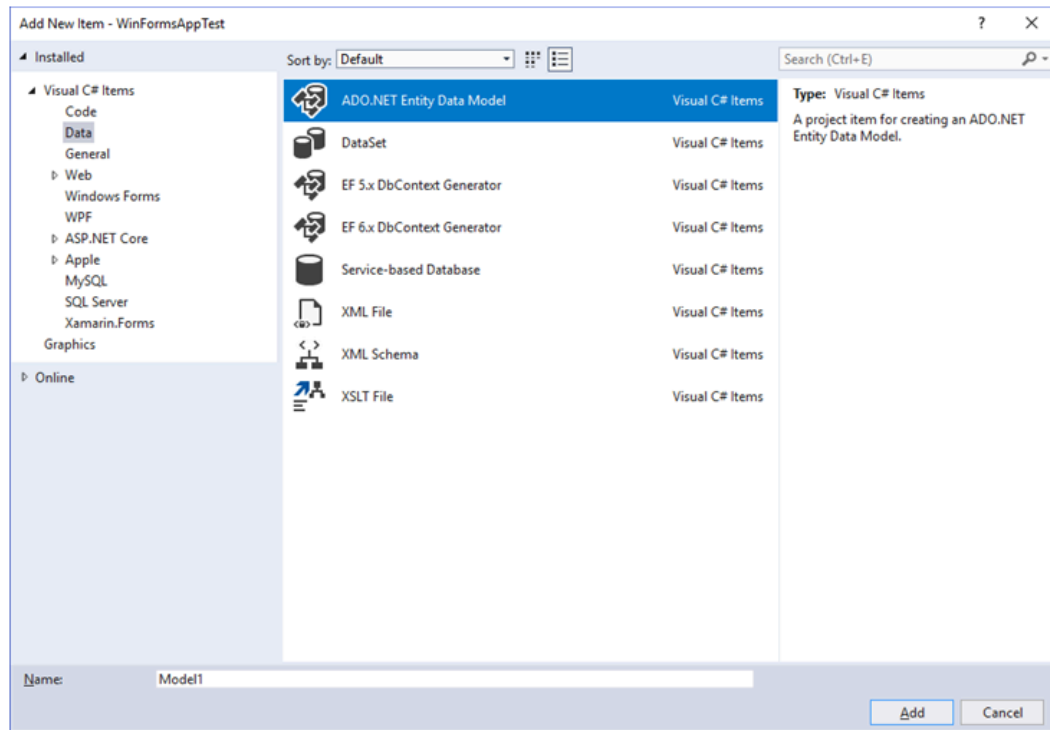 Add New Item - WinFormsAppTest
? ×
Installed
Sort by: Default
Search (Ctrl+E)
Visual C# Items
Code
Data
General
Web
Windows Forms
WPF
ASP.NET Core
Apple
MySQL
SQL Server
Xamarin.Forms
Graphics
Online
ADO.NET Entity Data Model Visual C# Items
DataSet Visual C# Items
EF 5.x DbContext Generator Visual C# Items
EF 6.x DbContext Generator Visual C# Items
Service-based Database Visual C# Items
XML File Visual C# Items
XML Schema Visual C# Items
XSLT File Visual C# Items
Type: Visual C# Items
A project item for creating an ADO.NET
Entity Data Model.
Name: Model1
Add Cancel